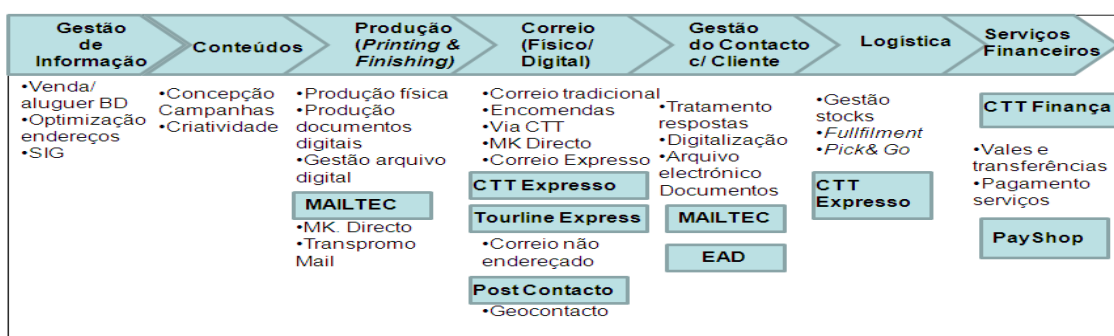 Gestão
de
Informação
Conteúdos
Produção
(Printing &
Finishing)
Correio
(Físico/
Digital)
Gestão
do Contacto
c/ Cliente
Logística
Serviços
Financeiros
•Venda/
aluguer BD
•Optimização
endereços
•SIG
•Concepção
Campanhas
•Criatividade
•Produção física
•Produção
documentos
digitais
•Gestão arquivo
digital
MAILTEC
•MK. Directo
•Transpromo
Mail
•Correio tradicional
•Encomendas
•Via CTT
•MK Directo
•Correio Expresso
CTT Expresso
Tourline Express
•Correio não
endereçado
Post Contacto
•Geocontacto
•Tratamento
respostas
•Digitalização
•Arquivo
electrónico
Documentos
MAILTEC
EAD
•Gestão
stocks
•Fullfilment
•Pick& Go
CTT
Expresso
CTT Finança
•Vales e
transferências
•Pagamento
serviços
PayShop